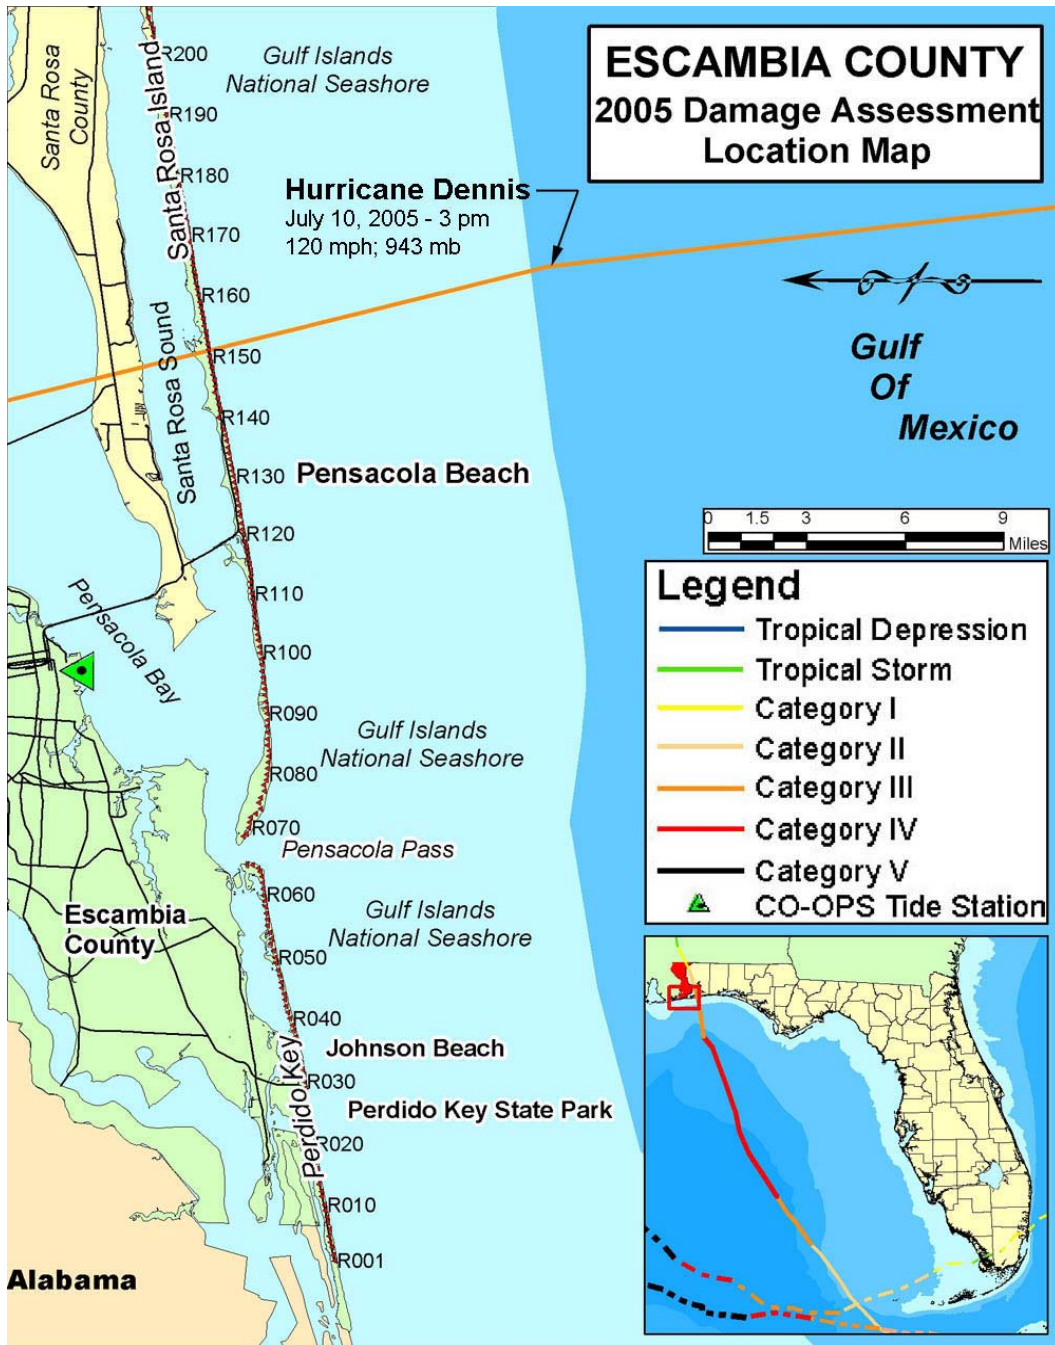 ESCAMBIA COUNTY
2005 Damage Assessment
Location Map
R200
Gulf Islands
National Seashore
Santa Rosa
County
Santa Rosa Island
R190
R180
Hurricane Dennis
July 10, 2005 - 3 pm
120 mph; 943 mb
R170
R160
Santa Rosa Sound
R150
Gulf
Of
Mexico
R140
R130
Pensacola Beach
R120
0 1.5 3 6 9
Miles
Legend
Tropical Depression
Tropical Storm
Category I
Category II
Category III
Category IV
Category V
CO-OPS Tide Station
R110
Pensacola Bay
R100
R090
Gulf Islands
National Seashore
R080
R070
Pensacola Pass
R060
Escambia
County
Gulf Islands
National Seashore
R050
R040
Johnson Beach
Perdido Key
R030
Perdido Key State Park
R020
R010
R001
Alabama